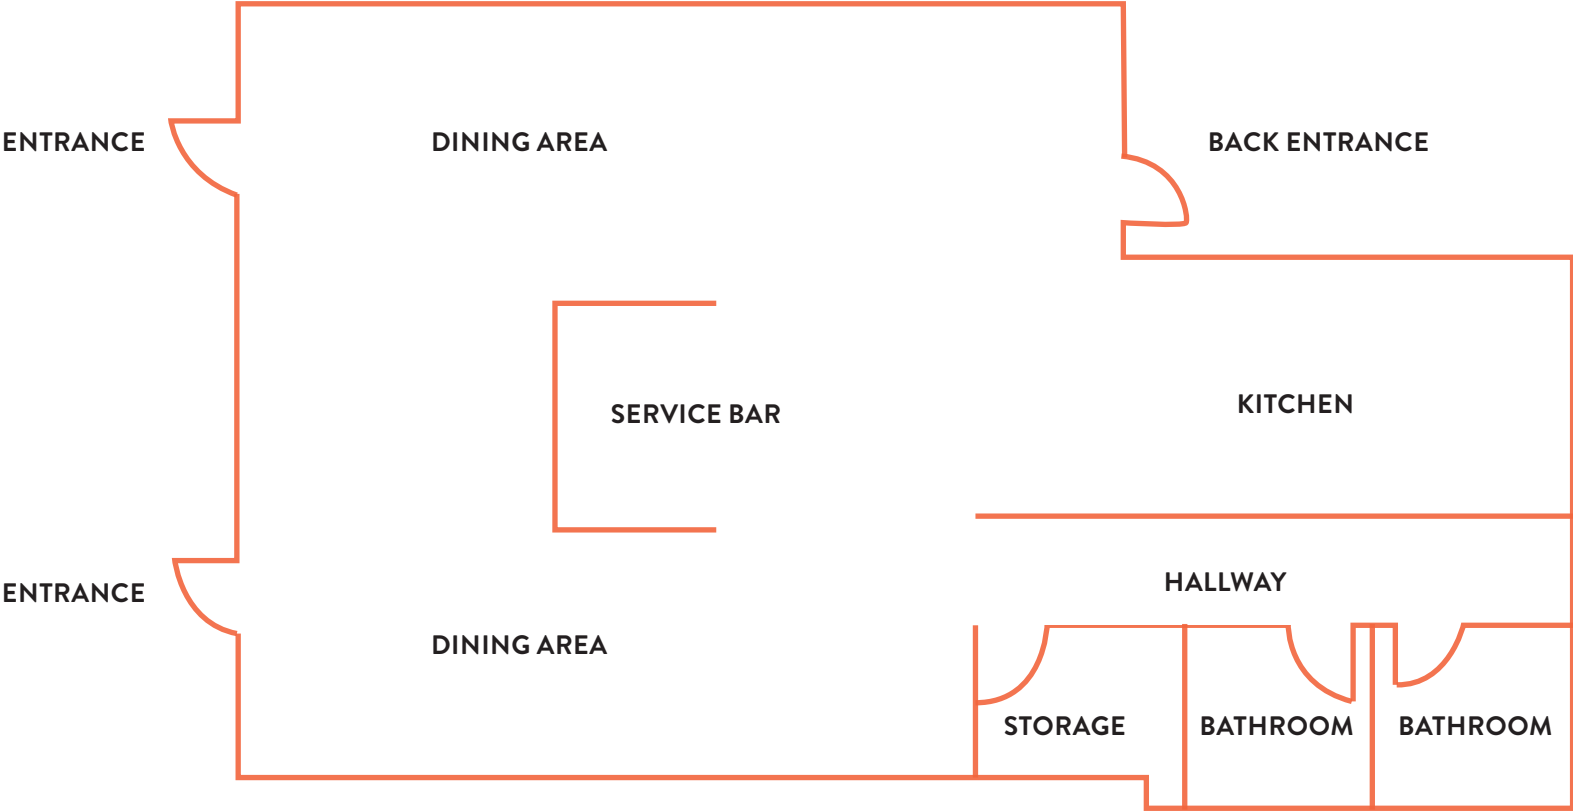 ENTRANCE
DINING AREA
BACK ENTRANCE
SERVICE BAR
KITCHEN
HALLWAY
ENTRANCE
DINING AREA
STORAGE
BATHROOM
BATHROOM